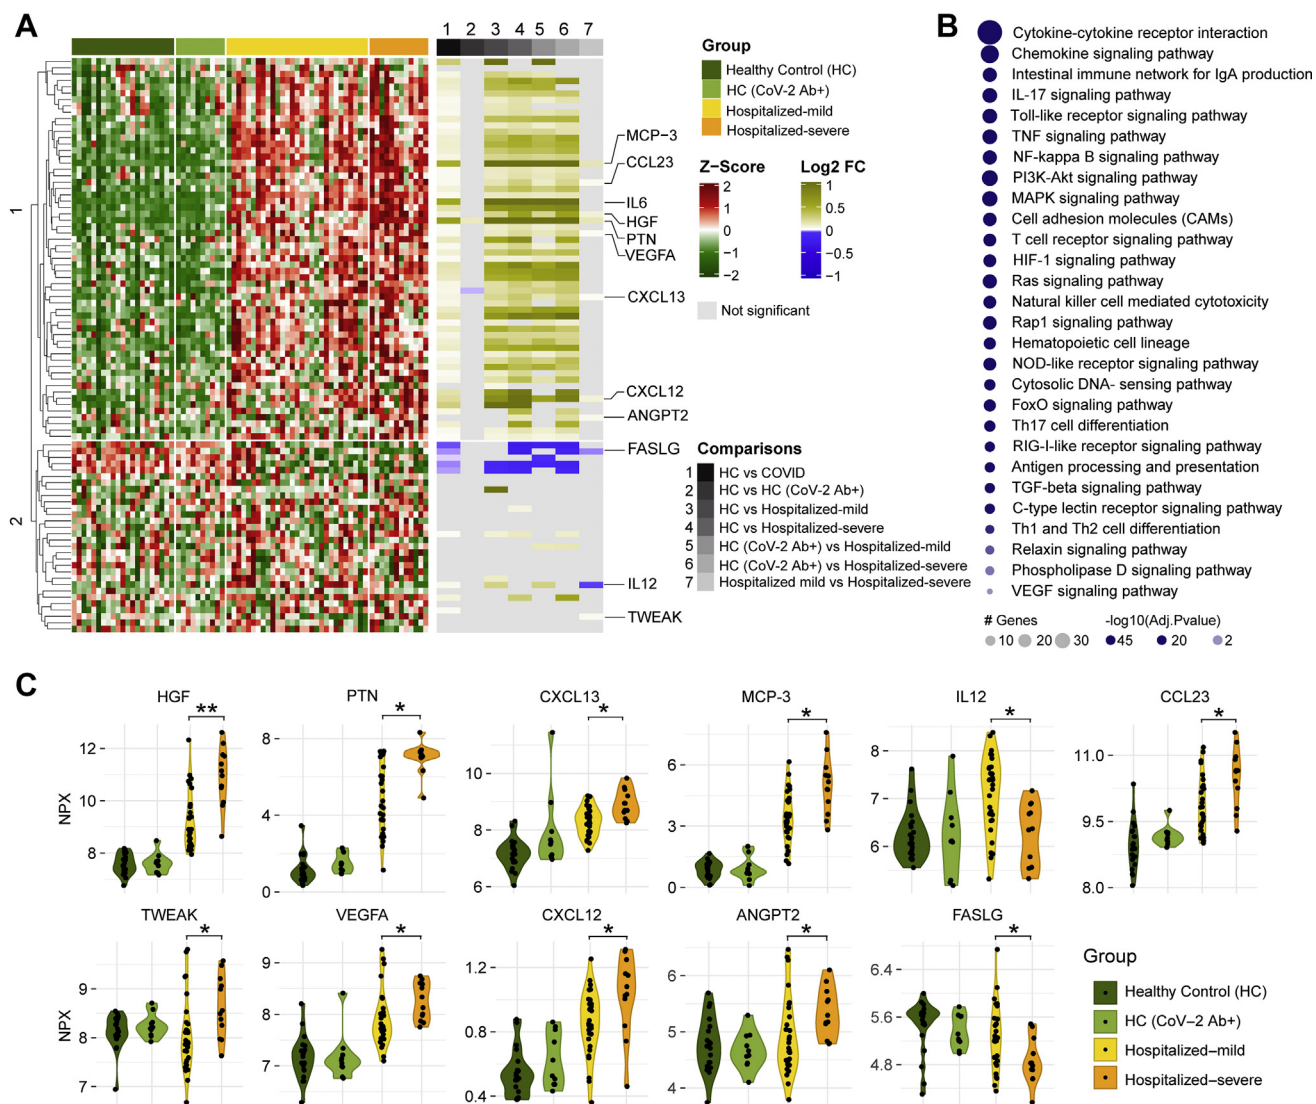 A
1 2 3 4 5 6 7
1
2
MCP−3
CCL23
IL6
HGF
PTN
VEGFA
CXCL13
CXCL12
ANGPT2
FASLG
IL12
TWEAK
Group
Healthy Control (HC)
HC (CoV-2 Ab+)
Hospitalized-mild
Hospitalized-severe
Z−Score
2
1
0
−1
−2
Log2 FC
1
0.5
0
−0.5
−1
Not significant
Comparisons
1 HC vs COVID
2 HC vs HC (CoV-2 Ab+)
3 HC vs Hospitalized-mild
4 HC vs Hospitalized-severe
5 HC (CoV-2 Ab+) vs Hospitalized-mild
6 HC (CoV-2 Ab+) vs Hospitalized-severe
7 Hospitalized mild vs Hospitalized-severe
B
Cytokine-cytokine receptor interaction
Chemokine signaling pathway
Intestinal immune network for IgA production
IL-17 signaling pathway
Toll-like receptor signaling pathway
TNF signaling pathway
NF-kappa B signaling pathway
PI3K-Akt signaling pathway
MAPK signaling pathway
Cell adhesion molecules (CAMs)
T cell receptor signaling pathway
HIF-1 signaling pathway
Ras signaling pathway
Natural killer cell mediated cytotoxicity
Rap1 signaling pathway
Hematopoietic cell lineage
NOD-like receptor signaling pathway
Cytosolic DNA- sensing pathway
FoxO signaling pathway
Th17 cell differentiation
RIG-I-like receptor signaling pathway
Antigen processing and presentation
TGF-beta signaling pathway
C-type lectin receptor signaling pathway
Th1 and Th2 cell differentiation
Relaxin signaling pathway
Phospholipase D signaling pathway
VEGF signaling pathway
# Genes
10 20 30
-log10(Adj.Pvalue)
45 20 2
C
HGF
**
NPX
12
10
8
PTN
*
8
4
0
CXCL13
*
10
8
6
MCP-3
*
6
3
0
IL12
*
8
7
6
CCL23
*
11.0
9.5
8.0
TWEAK
*
NPX
9
8
7
VEGFA
*
9
8
7
CXCL12
*
1.2
0.8
0.4
ANGPT2
*
6
5
4
FASLG
*
6.4
5.6
4.8
Group
Healthy Control (HC)
HC (CoV−2 Ab+)
Hospitalized−mild
Hospitalized−severe